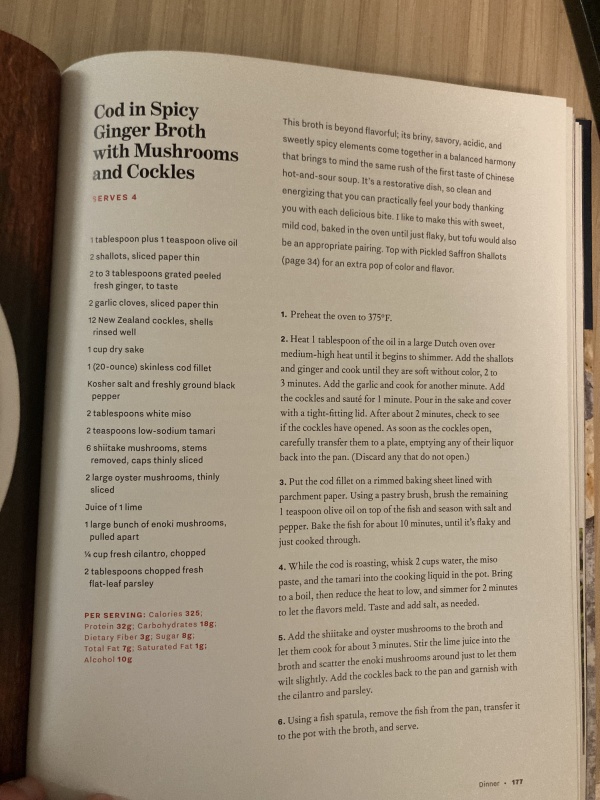 Cod in Spicy
Ginger Broth
with Mushrooms
and Cockles
SERVES 4
1 tablespoon plus 1 teaspoon olive oil
2 shallots, sliced paper thin
2 to 3 tablespoons grated peeled
fresh ginger, to taste
2 garlic cloves, sliced paper thin
12 New Zealand cockles, shells
rinsed well
1 cup dry sake
1 (20-ounce) skinless cod fillet
Kosher salt and freshly ground black
pepper
2 tablespoons white miso
2 teaspoons low-sodium tamari
6 shiitake mushrooms, stems
removed, caps thinly sliced
2 large oyster mushrooms, thinly
sliced
Juice of 1 lime
1 large bunch of enoki mushrooms,
pulled apart
¼ cup fresh cilantro, chopped
2 tablespoons chopped fresh
flat-leaf parsley
PER SERVING: Calories 325;
Protein 32g; Carbohydrates 18g;
Dietary Fiber 3g; Sugar 8g;
Total Fat 7g; Saturated Fat 1g;
Alcohol 10g
This broth is beyond flavorful; its briny, savory, acidic, and
sweetly spicy elements come together in a balanced harmony
that brings to mind the same rush of the first taste of Chinese
hot-and-sour soup. It's a restorative dish, so clean and
energizing that you can practically feel your body thanking
you with each delicious bite. I like to make this with sweet,
mild cod, baked in the oven until just flaky, but tofu would also
be an appropriate pairing. Top with Pickled Saffron Shallots
(page 34) for an extra pop of color and flavor.
1. Preheat the oven to 375°F.
2. Heat 1 tablespoon of the oil in a large Dutch oven over
medium-high heat until it begins to shimmer. Add the shallots
and ginger and cook until they are soft without color, 2 to
3 minutes. Add the garlic and cook for another minute. Add
the cockles and sauté for 1 minute. Pour in the sake and cover
with a tight-fitting lid. After about 2 minutes, check to see
if the cockles have opened. As soon as the cockles open,
carefully transfer them to a plate, emptying any of their liquor
back into the pan. (Discard any that do not open.)
3. Put the cod fillet on a rimmed baking sheet lined with
parchment paper. Using a pastry brush, brush the remaining
1 teaspoon olive oil on top of the fish and season with salt and
pepper. Bake the fish for about 10 minutes, until it's flaky and
just cooked through.
4. While the cod is roasting, whisk 2 cups water, the miso
paste, and the tamari into the cooking liquid in the pot. Bring
to a boil, then reduce the heat to low, and simmer for 2 minutes
to let the flavors meld. Taste and add salt, as needed.
5. Add the shiitake and oyster mushrooms to the broth and
let them cook for about 3 minutes. Stir the lime juice into the
broth and scatter the enoki mushrooms around just to let them
wilt slightly. Add the cockles back to the pan and garnish with
the cilantro and parsley.
6. Using a fish spatula, remove the fish from the pan, transfer it
to the pot with the broth, and serve.
Dinner • 177